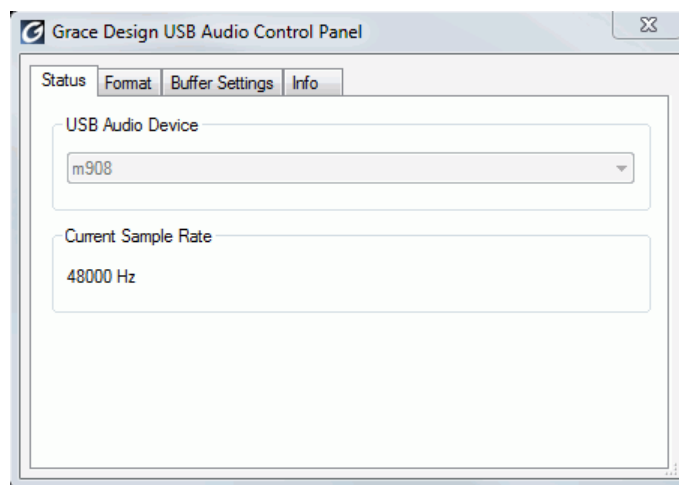 Grace Design USB Audio Control Panel
Status Format Buffer Settings Info
USB Audio Device
m908
Current Sample Rate
48000 Hz